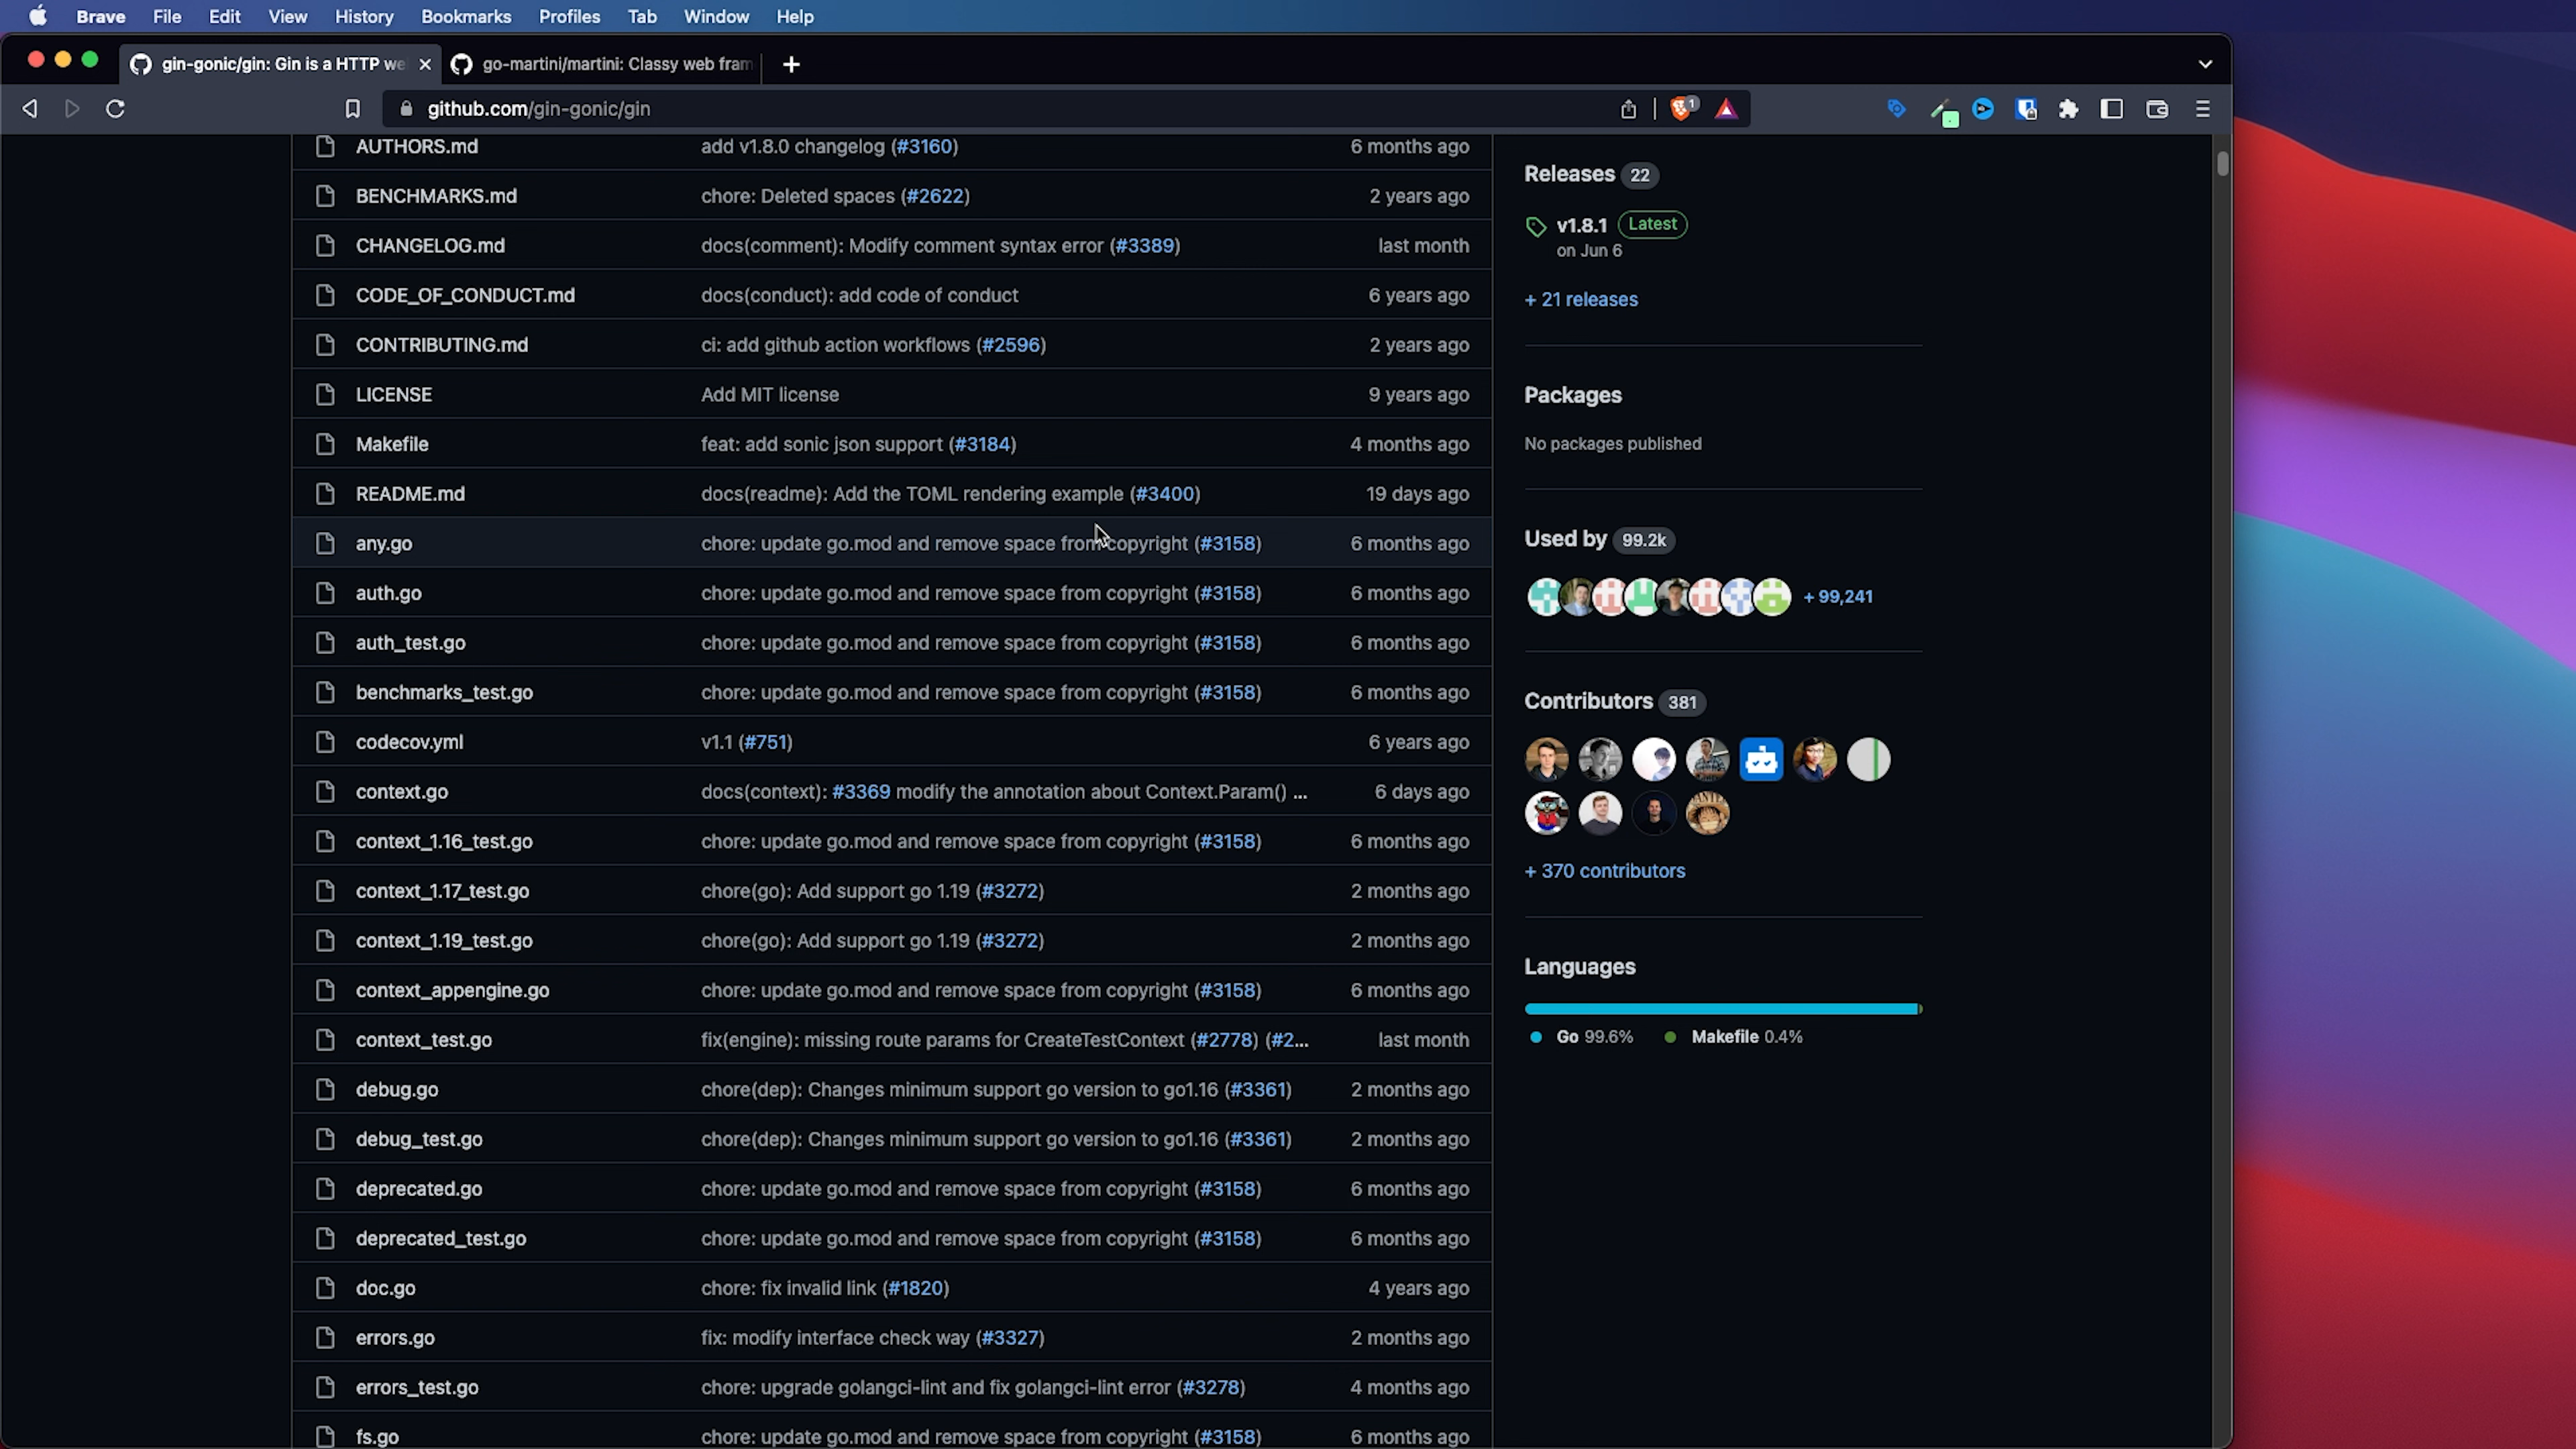 Brave File Edit View History Bookmarks Profiles Tab Window Help
gin-gonic/gin: Gin is a HTTP we go-martini/martini: Classy web fram
github.com/gin-gonic/gin 1
AUTHORS.md add v1.8.0 changelog (#3160) 6 months ago
BENCHMARKS.md chore: Deleted spaces (#2622) 2 years ago
CHANGELOG.md docs(comment): Modify comment syntax error (#3389) last month
CODE_OF_CONDUCT.md docs(conduct): add code of conduct 6 years ago
CONTRIBUTING.md ci: add github action workflows (#2596) 2 years ago
LICENSE Add MIT license 9 years ago
Makefile feat: add sonic json support (#3184) 4 months ago
README.md docs(readme): Add the TOML rendering example (#3400) 19 days ago
any.go chore: update go.mod and remove space from copyright (#3158) 6 months ago
auth.go chore: update go.mod and remove space from copyright (#3158) 6 months ago
auth_test.go chore: update go.mod and remove space from copyright (#3158) 6 months ago
benchmarks_test.go chore: update go.mod and remove space from copyright (#3158) 6 months ago
codecov.yml v1.1 (#751) 6 years ago
context.go docs(context): #3369 modify the annotation about Context.Param() ... 6 days ago
context_1.16_test.go chore: update go.mod and remove space from copyright (#3158) 6 months ago
context_1.17_test.go chore(go): Add support go 1.19 (#3272) 2 months ago
context_1.19_test.go chore(go): Add support go 1.19 (#3272) 2 months ago
context_appengine.go chore: update go.mod and remove space from copyright (#3158) 6 months ago
context_test.go fix(engine): missing route params for CreateTestContext (#2778) (#2... last month
debug.go chore(dep): Changes minimum support go version to go1.16 (#3361) 2 months ago
debug_test.go chore(dep): Changes minimum support go version to go1.16 (#3361) 2 months ago
deprecated.go chore: update go.mod and remove space from copyright (#3158) 6 months ago
deprecated_test.go chore: update go.mod and remove space from copyright (#3158) 6 months ago
doc.go chore: fix invalid link (#1820) 4 years ago
errors.go fix: modify interface check way (#3327) 2 months ago
errors_test.go chore: upgrade golangci-lint and fix golangci-lint error (#3278) 4 months ago
fs.go chore: update go.mod and remove space from copyright (#3158) 6 months ago
Releases 22
v1.8.1 Latest
on Jun 6
+ 21 releases
Packages
No packages published
Used by 99.2k
+ 99,241
Contributors 381
+ 370 contributors
Languages
Go 99.6% Makefile 0.4%